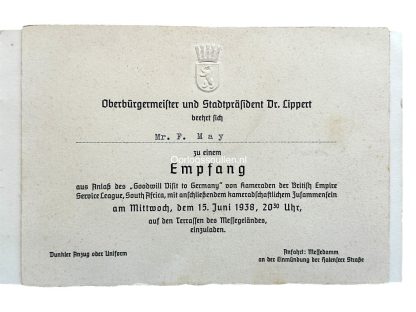 Oberbürgermeister und Stadtpräsident Dr. Lippert
beehrt sich
Mr. F. May
zu einem
Oorlogsspullen.nl
Empfang
aus Anlaß des „Goodwill Visit to Germany" von Kameraden der British Empire
Service League, South Africa, mit anschließendem kameradschaftlichem Zusammensein
am Mittwoch, dem 15. Juni 1938, 20³⁰ Uhr,
auf den Terrassen des Messegeländes,
einzuladen.
Dunkler Anzug oder Uniform
Anfahrt: Messedamm
an der Einmündung der Halenseer Straße